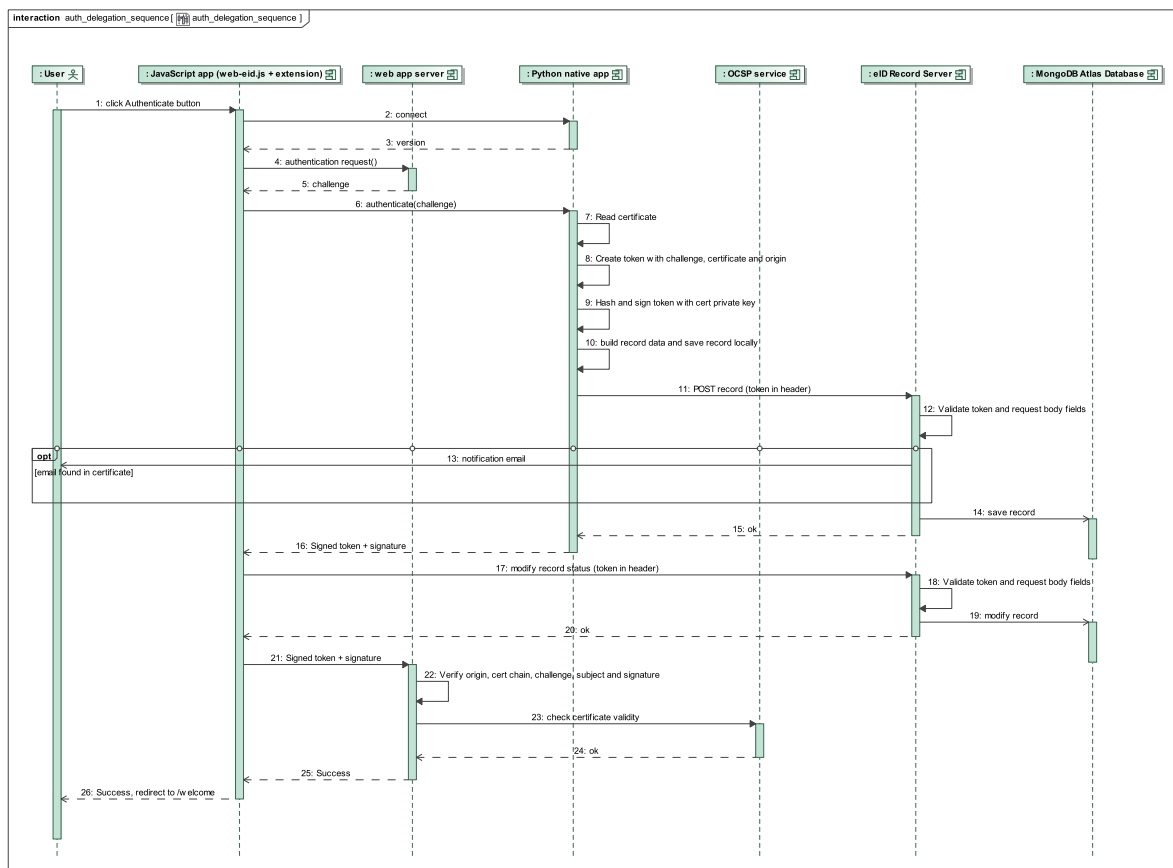 interaction auth_delegation_sequence[ auth_delegation_sequence ]
: User
: JavaScript app (web-eid.js + extension)
: web app server
: Python native app
: OCSP service
: eID Record Server
: MongoDB Atlas Database
1: click Authenticate button
2: connect
3: version
4: authentication request()
5: challenge
6: authenticate(challenge)
7: Read certificate
8: Create token with challenge, certificate and origin
9: Hash and sign token with cert private key
10: build record data and save record locally
11: POST record (token in header)
12: Validate token and request body fields
opt
13: notification email
[email found in certificate]
14: save record
15: ok
16: Signed token + signature
17: modify record status (token in header)
18: Validate token and request body fields
19: modify record
20: ok
21: Signed token + signature
22: Verify origin, cert chain, challenge, subject and signature
23: check certificate validity
24: ok
25: Success
26: Success, redirect to /welcome